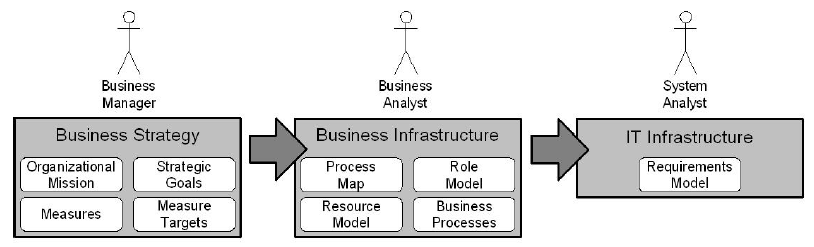 Business
Manager
Business
Analyst
System
Analyst
Business Strategy
Organizational
Mission
Strategic
Goals
Measures
Measure
Targets
Business Infrastructure
Process
Map
Role
Model
Resource
Model
Business
Processes
IT Infrastructure
Requirements
Model